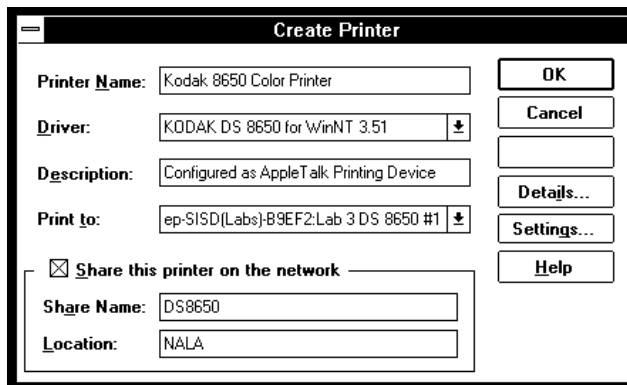 Create Printer
Printer Name: Kodak 8650 Color Printer
Driver: KODAK DS 8650 for WinNT 3.51
Description: Configured as AppleTalk Printing Device
Print to: ep-SISD(Labs)-B9EF2:Lab 3 DS 8650 #1
Share this printer on the network
Share Name: DS8650
Location: NALA
OK
Cancel
Details...
Settings...
Help